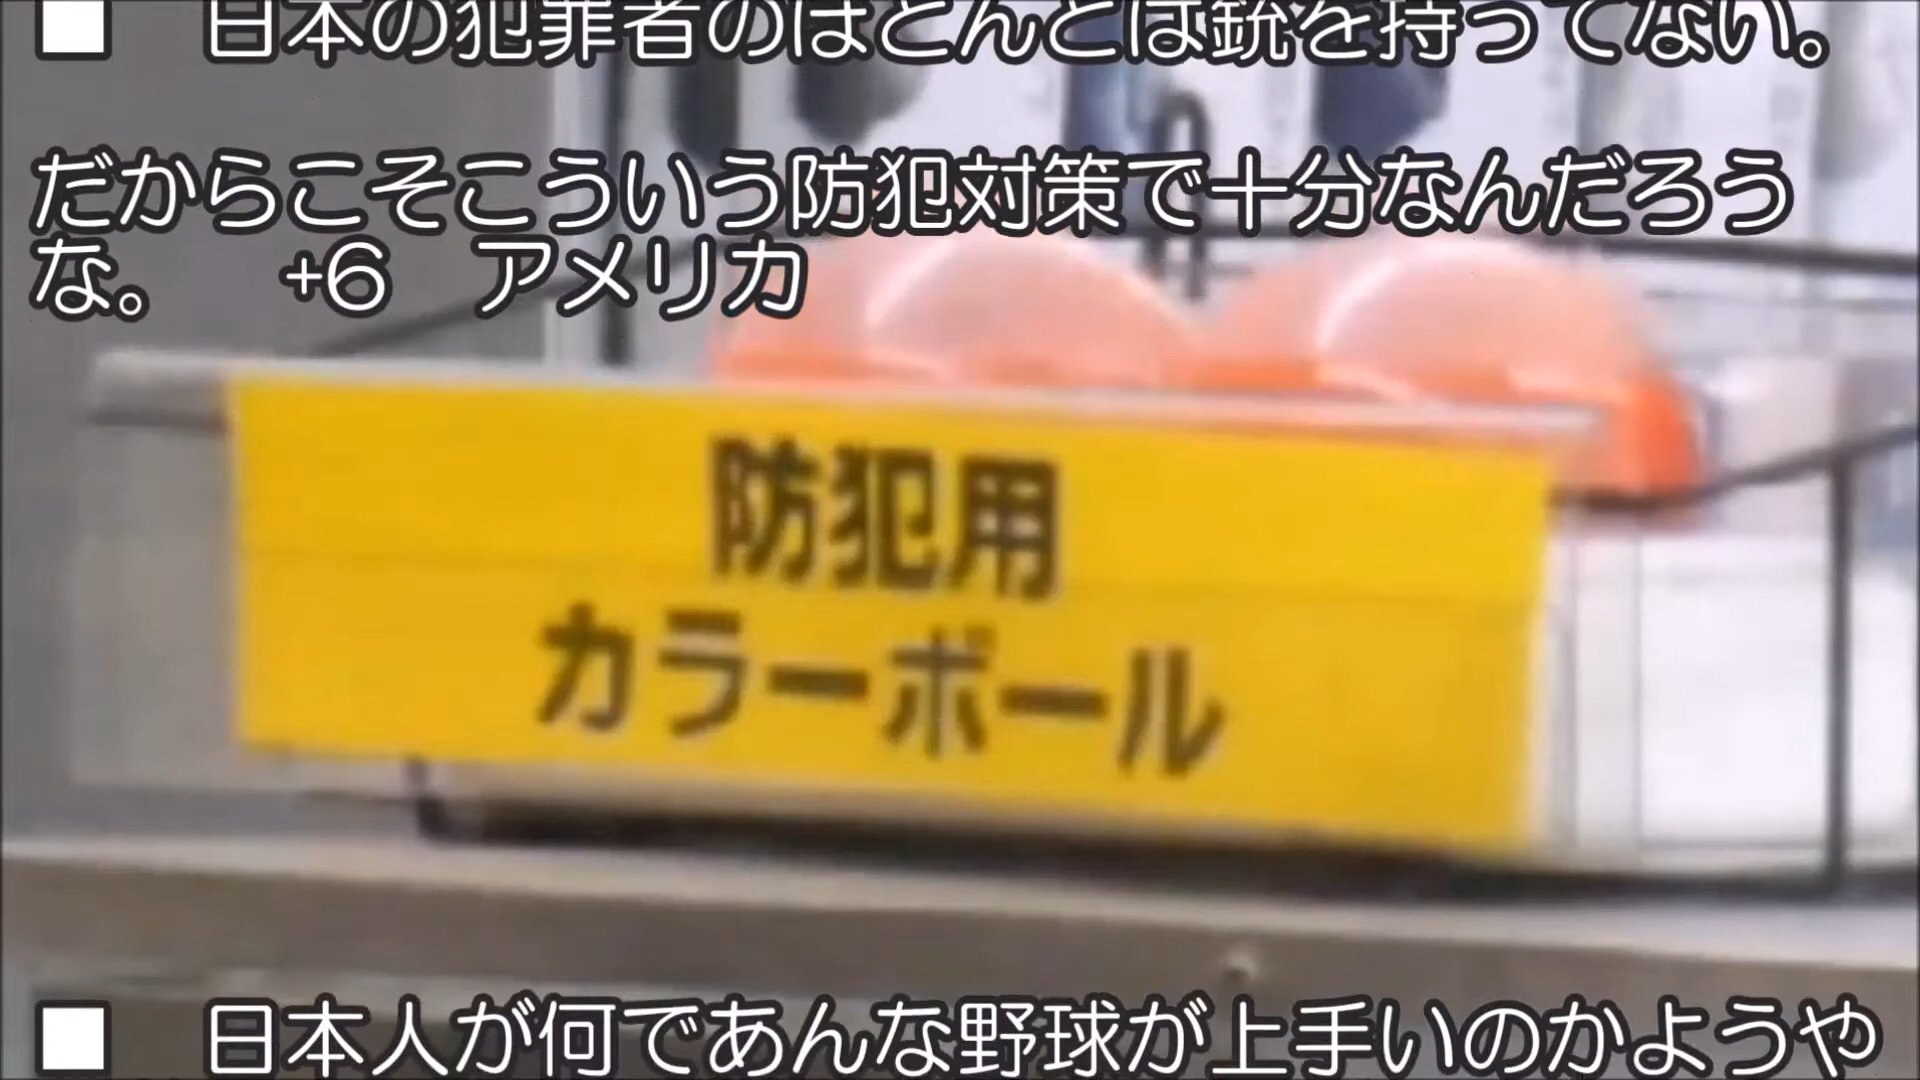 ■ 日本の犯罪者のほとんどは銃を持ってない。
だからこそこういう防犯対策で十分なんだろう
な。 +6 アメリカ
防犯用
カラーボール
■ 日本人が何であんな野球が上手いのかようや